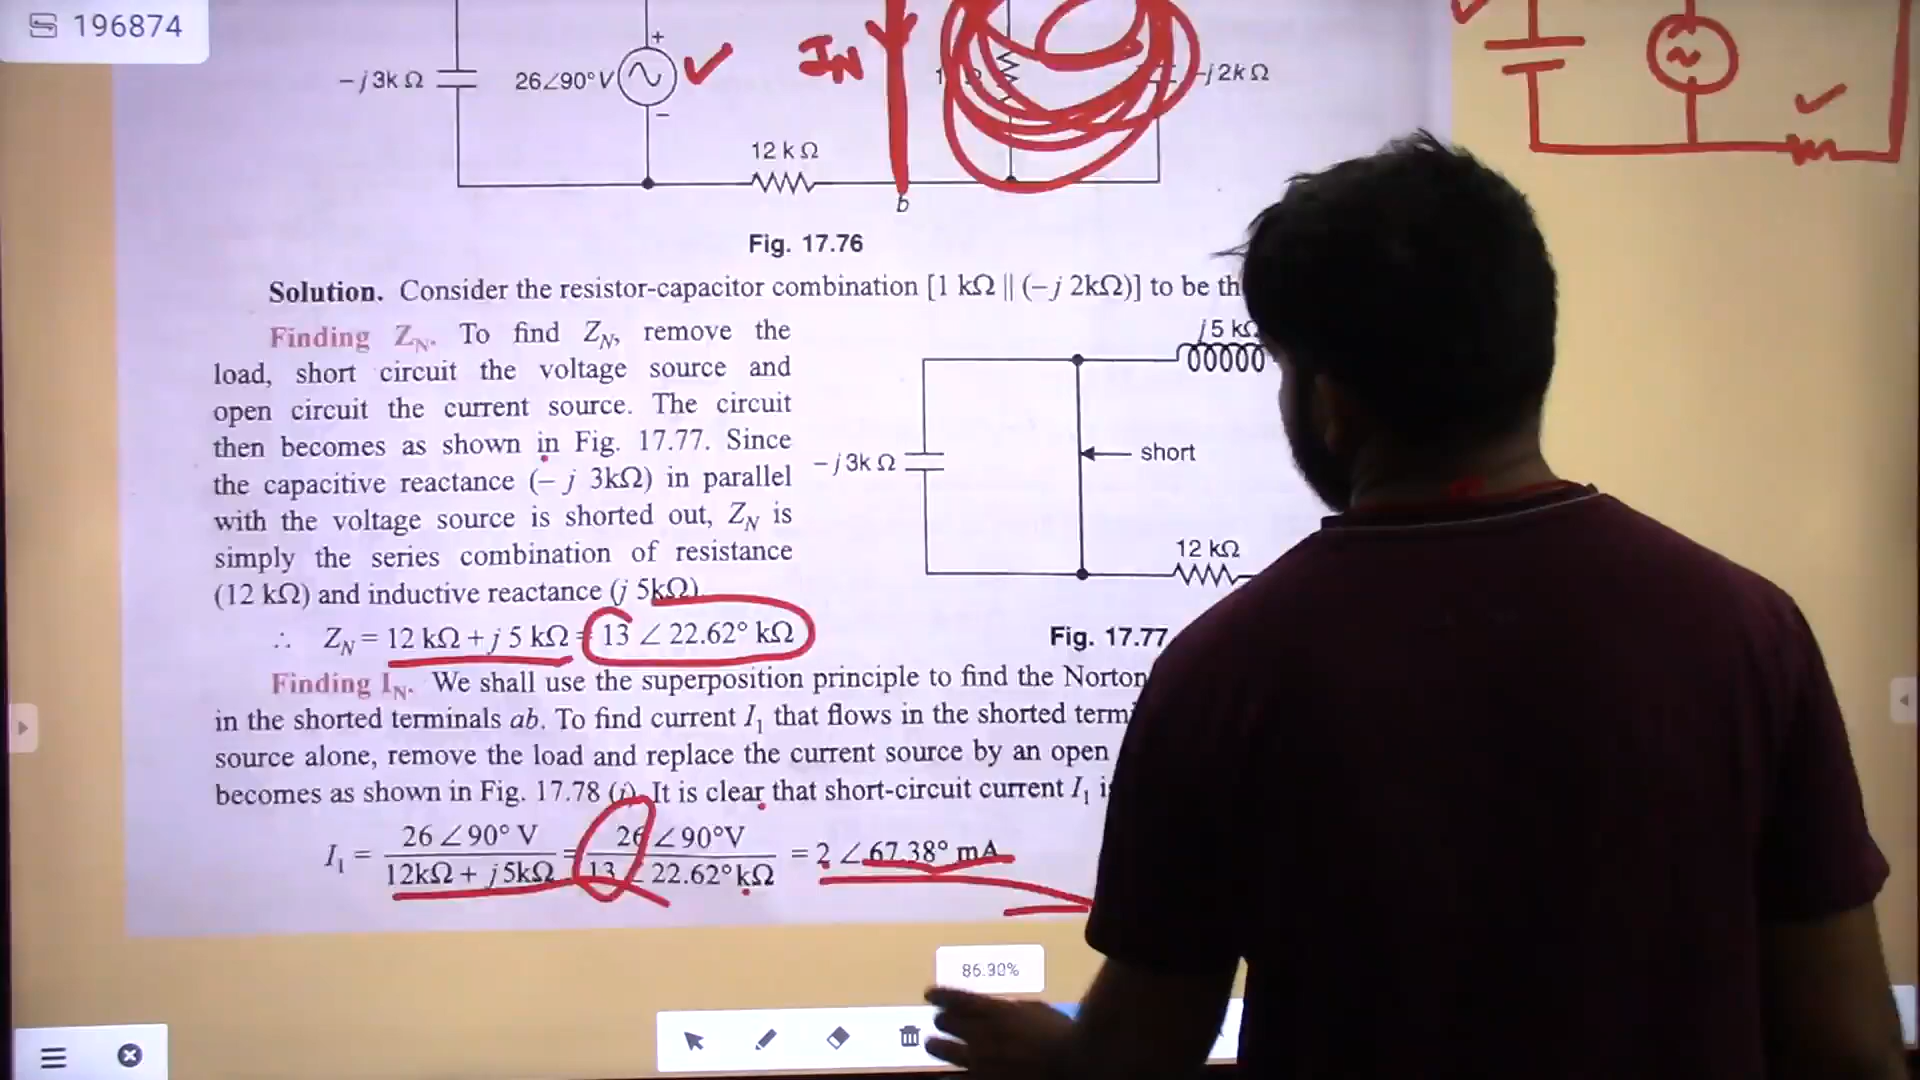 196874
+
- j 3k Ω
26∠90° V
IN
- j 2k Ω
−
12 k Ω
b
Fig. 17.76
Solution. Consider the resistor-capacitor combination [1 kΩ || (– j 2kΩ)] to be
Finding ZN. To find ZN, remove the
load, short circuit the voltage source and
open circuit the current source. The circuit
then becomes as shown in Fig. 17.77. Since
the capacitive reactance (– j 3kΩ) in parallel
with the voltage source is shorted out, ZN is
simply the series combination of resistance
(12 kΩ) and inductive reactance (j 5kΩ).
∴ ZN = 12 kΩ + j 5 kΩ = 13 ∠ 22.62° kΩ
j 5 kΩ
- j 3k Ω
short
12 kΩ
Fig. 17.77
Finding IN. We shall use the superposition principle to find the Norton
in the shorted terminals ab. To find current I1 that flows in the shorted
source alone, remove the load and replace the current source by an open
becomes as shown in Fig. 17.78 (i). It is clear that short-circuit current I1
I1 = 26 ∠90° V / 12kΩ + j 5kΩ = 26 ∠90°V / 13 ∠ 22.62° kΩ = 2 ∠67.38° mA
86.90%